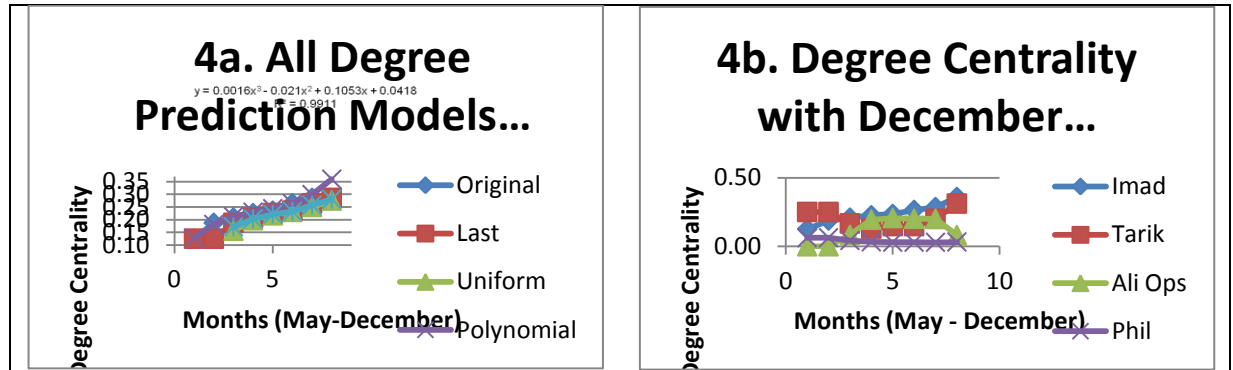 4a. All Degree
Prediction Models…
y = 0.0016x³ - 0.021x² + 0.1053x + 0.0418
R² = 0.9911
Degree Centrality
0.35
0.30
0.25
0.20
0.15
0.10
0
5
Months (May-December)
Original
Last
Uniform
Polynomial
4b. Degree Centrality
with December…
Degree Centrality
0.50
0.00
0
5
10
Months (May - December)
Imad
Tarik
Ali Ops
Phil